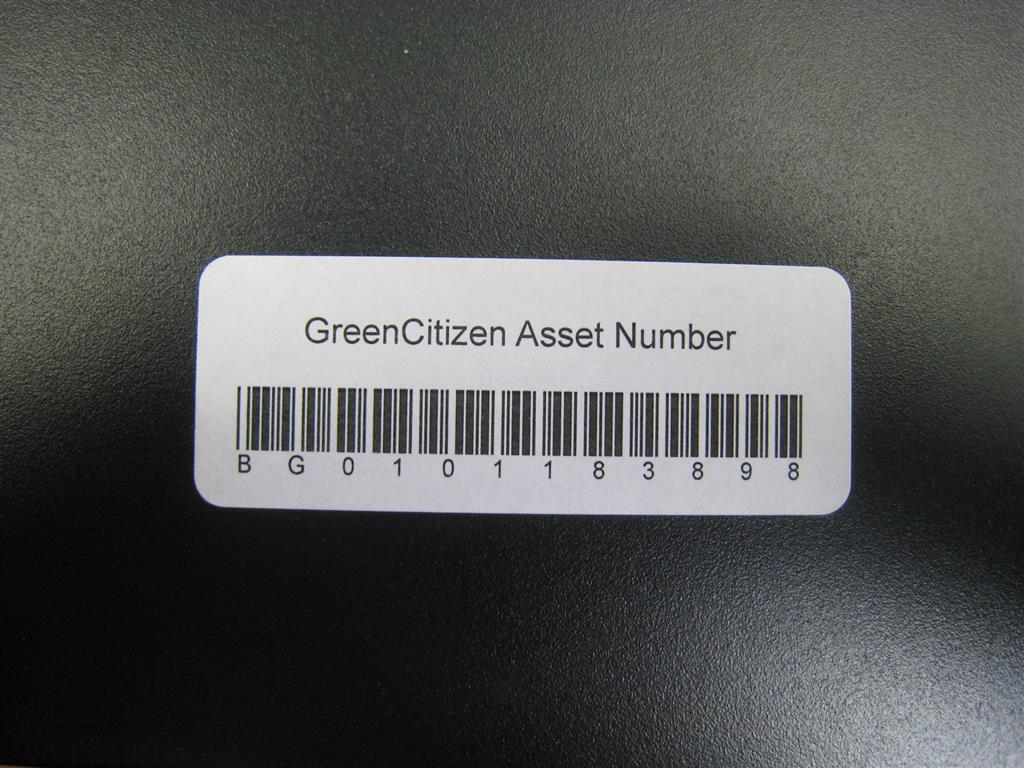 GreenCitizen Asset Number
B G 0 1 0 1 1 8 3 8 9 8